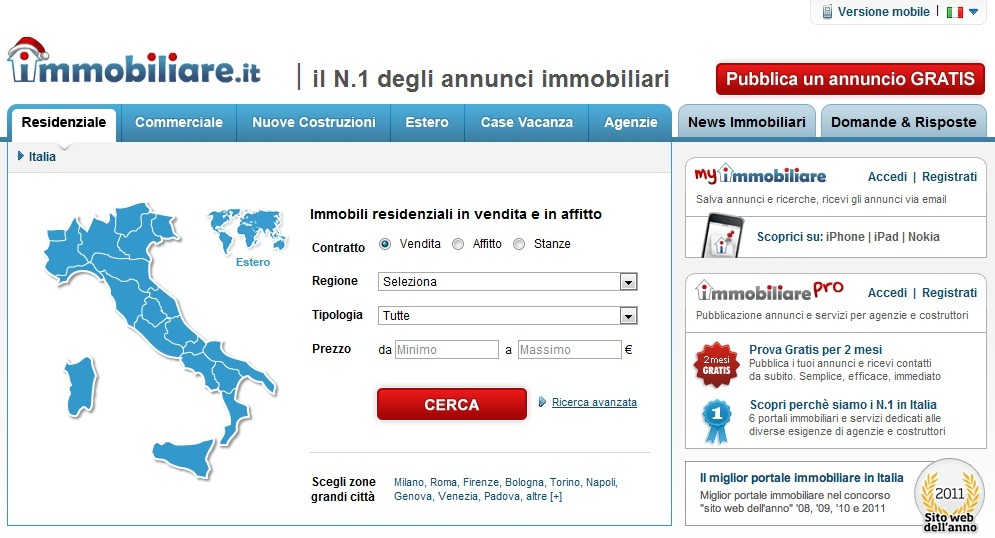 Versione mobile |
immobiliare.it
| il N.1 degli annunci immobiliari
Pubblica un annuncio GRATIS
Residenziale
Commerciale
Nuove Costruzioni
Estero
Case Vacanza
Agenzie
News Immobiliari
Domande & Risposte
Italia
Estero
Immobili residenziali in vendita e in affitto
Contratto Vendita Affitto Stanze
Regione Seleziona
Tipologia Tutte
Prezzo da Minimo a Massimo €
CERCA
Ricerca avanzata
Scegli zone
grandi città
Milano, Roma, Firenze, Bologna, Torino, Napoli,
Genova, Venezia, Padova, altre [+]
my immobiliare
Accedi | Registrati
Salva annunci e ricerche, ricevi gli annunci via email
Scoprici su: iPhone | iPad | Nokia
immobiliare pro
Accedi | Registrati
Pubblicazione annunci e servizi per agenzie e costruttori
2 mesi
GRATIS
Prova Gratis per 2 mesi
Pubblica i tuoi annunci e ricevi contatti
da subito. Semplice, efficace, immediato
1
Scopri perchè siamo i N.1 in Italia
6 portali immobiliari e servizi dedicati alle
diverse esigenze di agenzie e costruttori
Il miglior portale immobiliare in Italia
Miglior portale immobiliare nel concorso
"sito web dell'anno" '08, '09, '10 e 2011
2011
Sito web
dell'anno